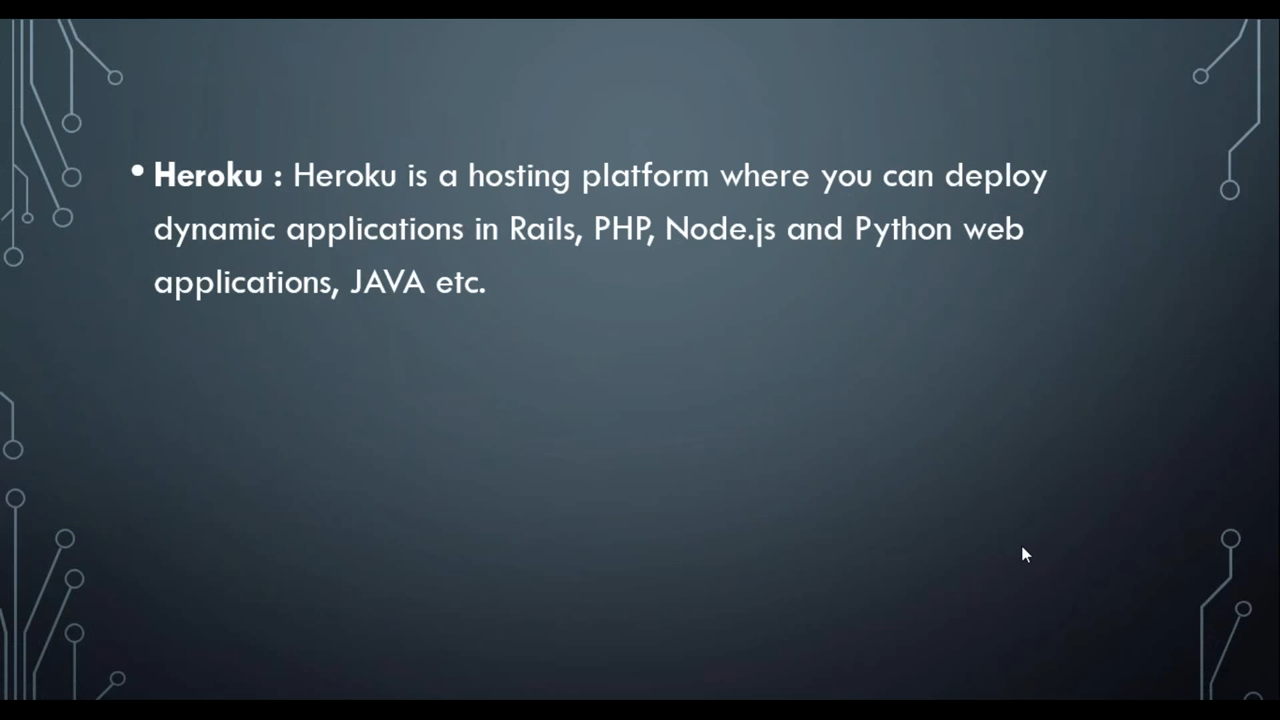 • Heroku : Heroku is a hosting platform where you can deploy
dynamic applications in Rails, PHP, Node.js and Python web
applications, JAVA etc.